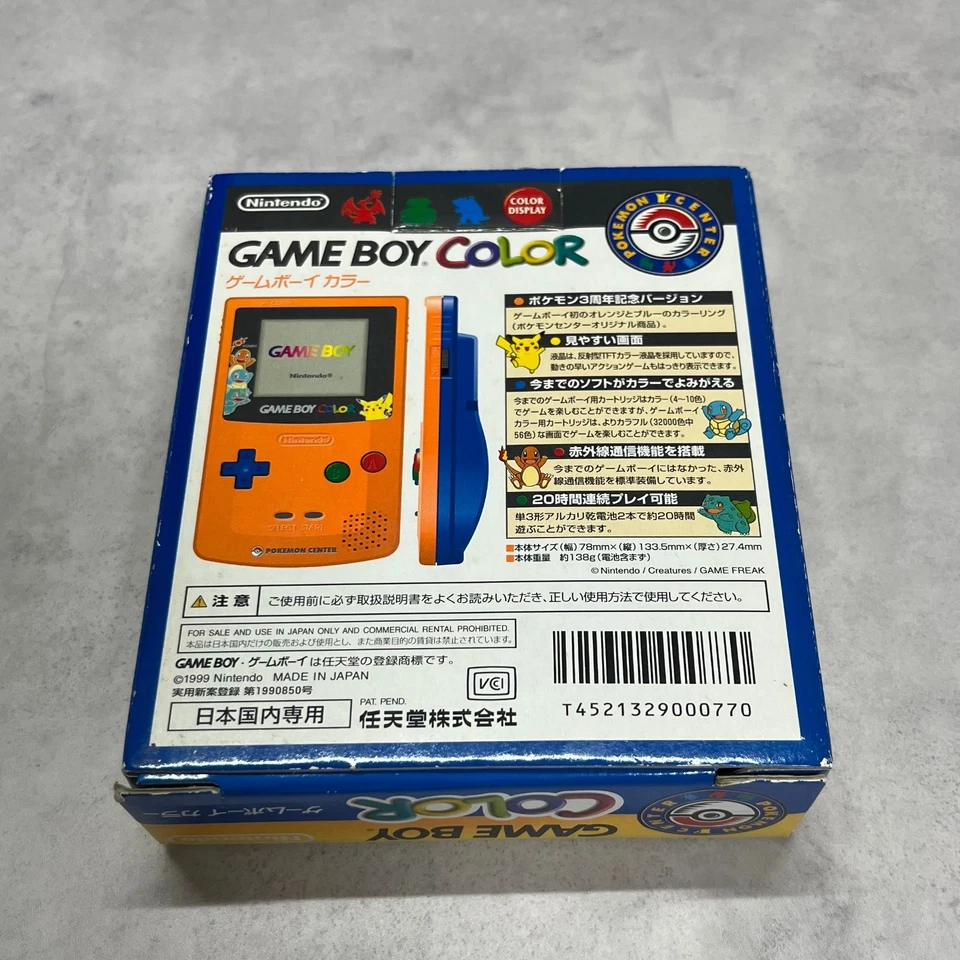 Nintendo
COLOR
DISPLAY
POKEMON CENTER
GAME BOY COLOR
ゲームボーイ カラー
GAME BOY
Nintendo®
GAME BOY COLOR
Nintendo
B
A
SELECT START
POKEMON CENTER
ポケモン3周年記念バージョン
ゲームボーイ初のオレンジとブルーのカラーリング
(ポケモンセンターオリジナル商品)。
見やすい画面
液晶は、反射型TFTカラー液晶を採用していますので、
動きの早いアクションゲームもはっきり表示できます。
今までのソフトがカラーでよみがえる
今までのゲームボーイ用カートリッジはカラー(4〜10色)
でゲームを楽しむことができますが、ゲームボーイ
カラー用カートリッジは、よりカラフル(32000色中
56色)な画面でゲームを楽しむことができます。
赤外線通信機能を搭載
今までのゲームボーイにはなかった、赤外
線通信機能を標準装備しています。
20時間連続プレイ可能
単3形アルカリ乾電池2本で約20時間
遊ぶことができます。
■本体サイズ(幅)78mm×(縦)133.5mm×(厚さ)27.4mm
■本体重量 約138g(電池含まず)
©Nintendo / Creatures / GAME FREAK
注意 ご使用前に必ず取扱説明書をよくお読みいただき、正しい使用方法で使用してください。
FOR SALE AND USE IN JAPAN ONLY AND COMMERCIAL RENTAL PROHIBITED.
本品は日本国内だけの販売および使用とし、また商業目的の賃貸は禁止されています。
GAME BOY・ゲームボーイは任天堂の登録商標です。
©1999 Nintendo MADE IN JAPAN
実用新案登録 第1990850号
VCI
日本国内専用
PAT. PEND.
任天堂株式会社
T4521329000770
ゲームボーイ カラー
COLOR
POKEMON CENTER
Nintendo
GAME BOY